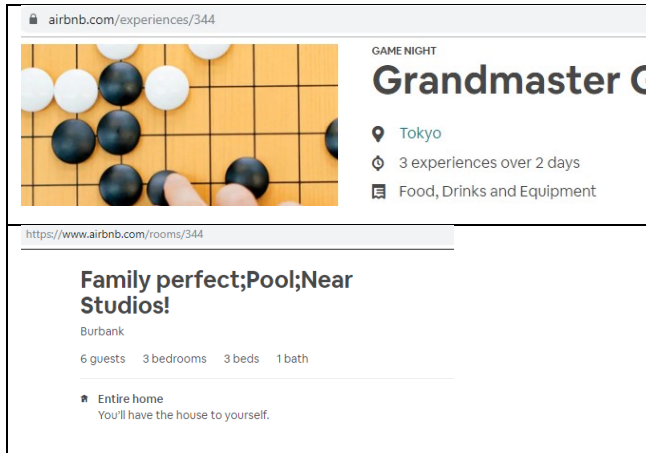 airbnb.com/experiences/344
GAME NIGHT
Grandmaster
Tokyo
3 experiences over 2 days
Food, Drinks and Equipment
https://www.airbnb.com/rooms/344
Family perfect;Pool;Near
Studios!
Burbank
6 guests 3 bedrooms 3 beds 1 bath
Entire home
You'll have the house to yourself.